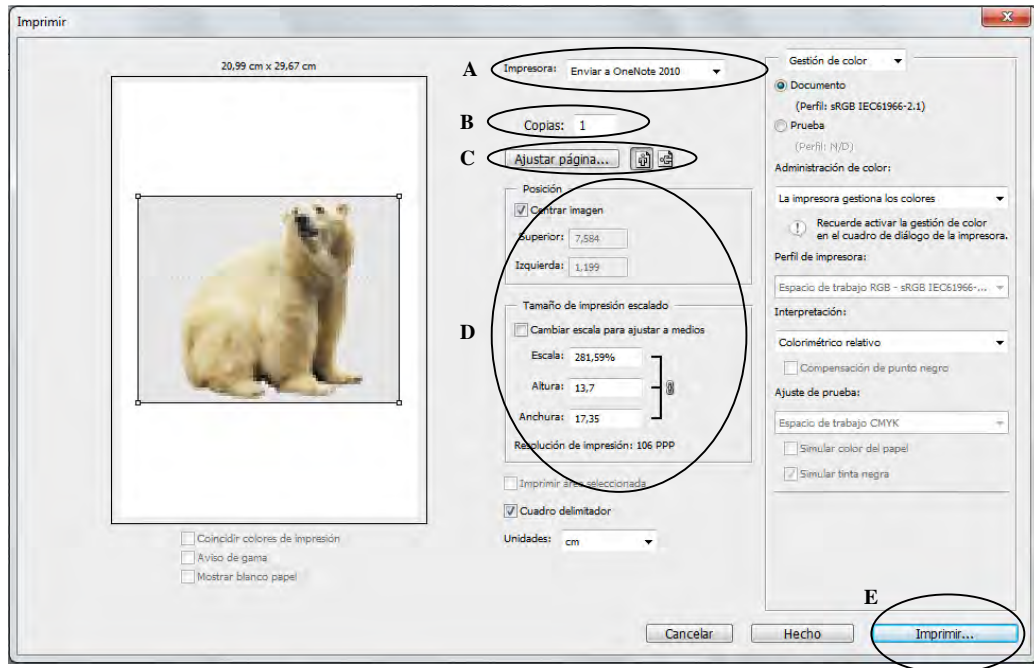 Imprimir
20,99 cm x 29,67 cm
A
Impresora: Enviar a OneNote 2010
B
Copias: 1
C
Ajustar página...
Posición
Centrar imagen
Superior: 7,584
Izquierda: 1,199
Tamaño de impresión escalado
D
Cambiar escala para ajustar a medios
Escala: 281,59%
Altura: 13,7
Anchura: 17,35
Resolución de impresión: 106 PPP
Imprimir área seleccionada
Cuadro delimitador
Unidades: cm
Coincidir colores de impresión
Aviso de gama
Mostrar blanco papel
Gestión de color
Documento
(Perfil: sRGB IEC61966-2.1)
Prueba
(Perfil: N/D)
Administración de color:
La impresora gestiona los colores
Recuerde activar la gestión de color
en el cuadro de diálogo de la impresora.
Perfil de impresora:
Espacio de trabajo RGB - sRGB IEC61966-...
Interpretación:
Colorimétrico relativo
Compensación de punto negro
Ajuste de prueba:
Espacio de trabajo CMYK
Simular color del papel
Simular tinta negra
E
Cancelar
Hecho
Imprimir...